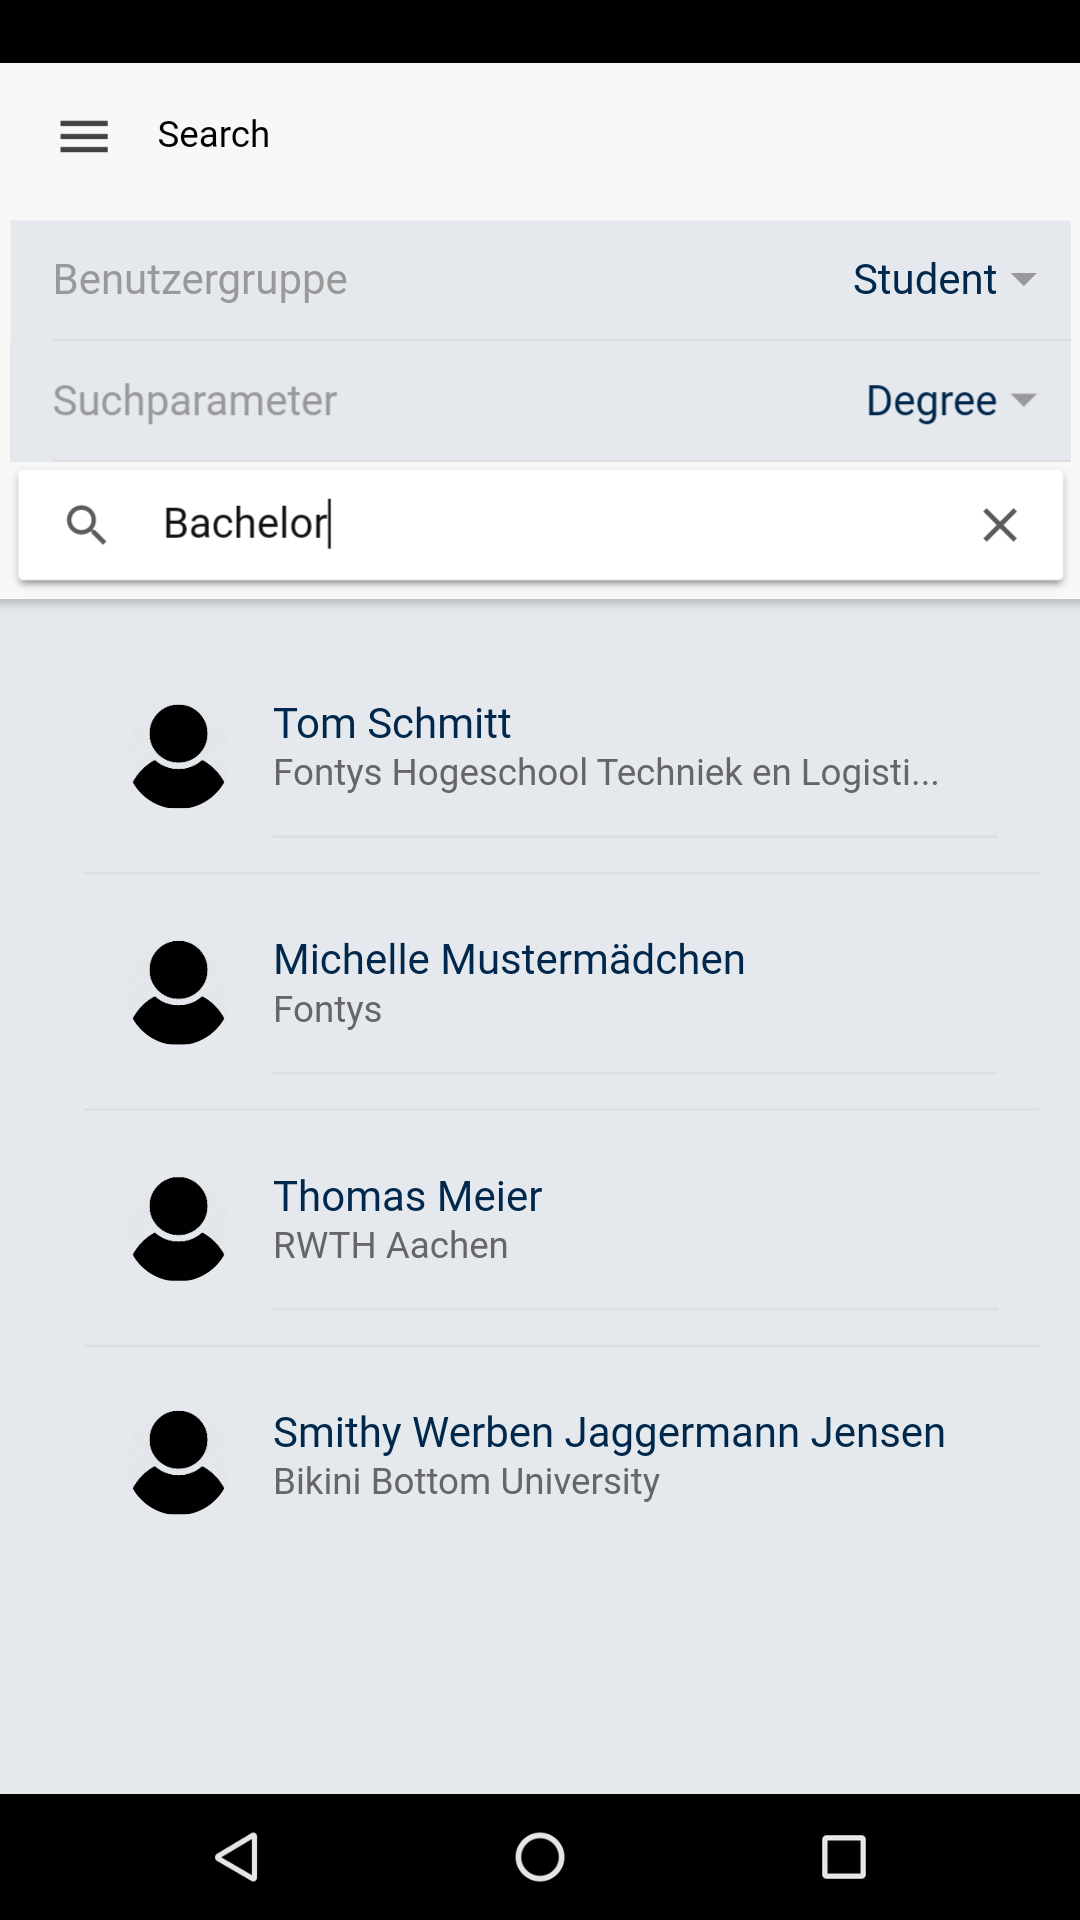 Search
Benutzergruppe Student
Suchparameter Degree
Bachelor
Tom Schmitt
Fontys Hogeschool Techniek en Logisti...
Michelle Mustermädchen
Fontys
Thomas Meier
RWTH Aachen
Smithy Werben Jaggermann Jensen
Bikini Bottom University